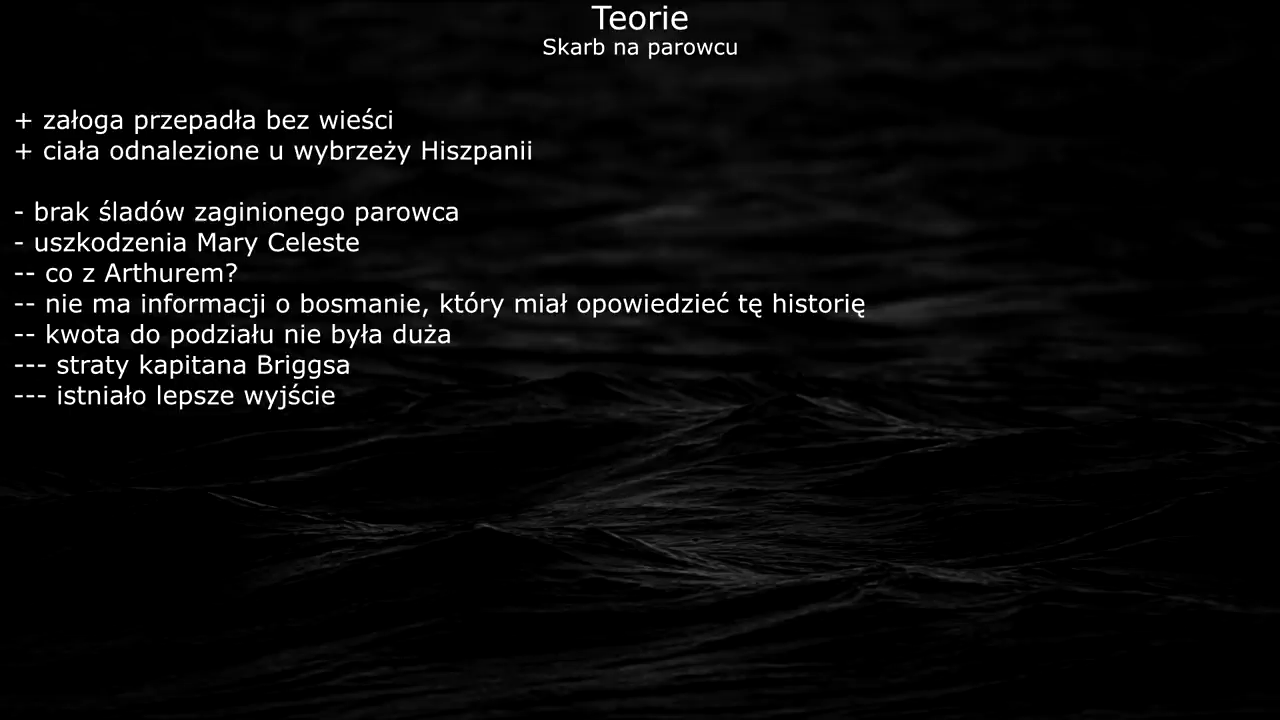 Teorie
Skarb na parowcu
+ załoga przepadła bez wieści
+ ciała odnalezione u wybrzeży Hiszpanii
- brak śladów zaginionego parowca
- uszkodzenia Mary Celeste
-- co z Arthurem?
-- nie ma informacji o bosmanie, który miał opowiedzieć tę historię
-- kwota do podziału nie była duża
--- straty kapitana Briggsa
--- istniało lepsze wyjście